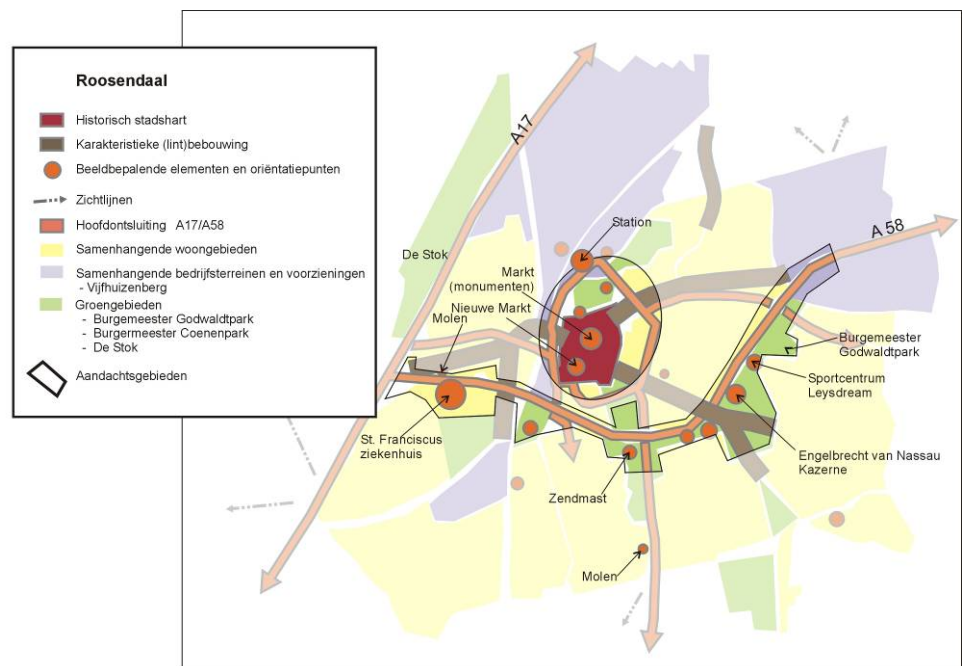 Roosendaal
Historisch stadshart
Karakteristieke (lint)bebouwing
Beeldbepalende elementen en oriëntatiepunten
Zichtlijnen
Hoofdontsluiting A17/A58
Samenhangende woongebieden
Samenhangende bedrijfsterreinen en voorzieningen
- Vijfhuizenberg
Groengebieden
- Burgemeester Godwaldtpark
- Burgermeester Coenenpark
- De Stok
Aandachtsgebieden
A17
A 58
Station
De Stok
Markt
(monumenten)
Nieuwe Markt
Molen
Burgemeester
Godwaldtpark
Sportcentrum
Leysdream
St. Franciscus
ziekenhuis
Engelbrecht van Nassau
Kazerne
Zendmast
Molen